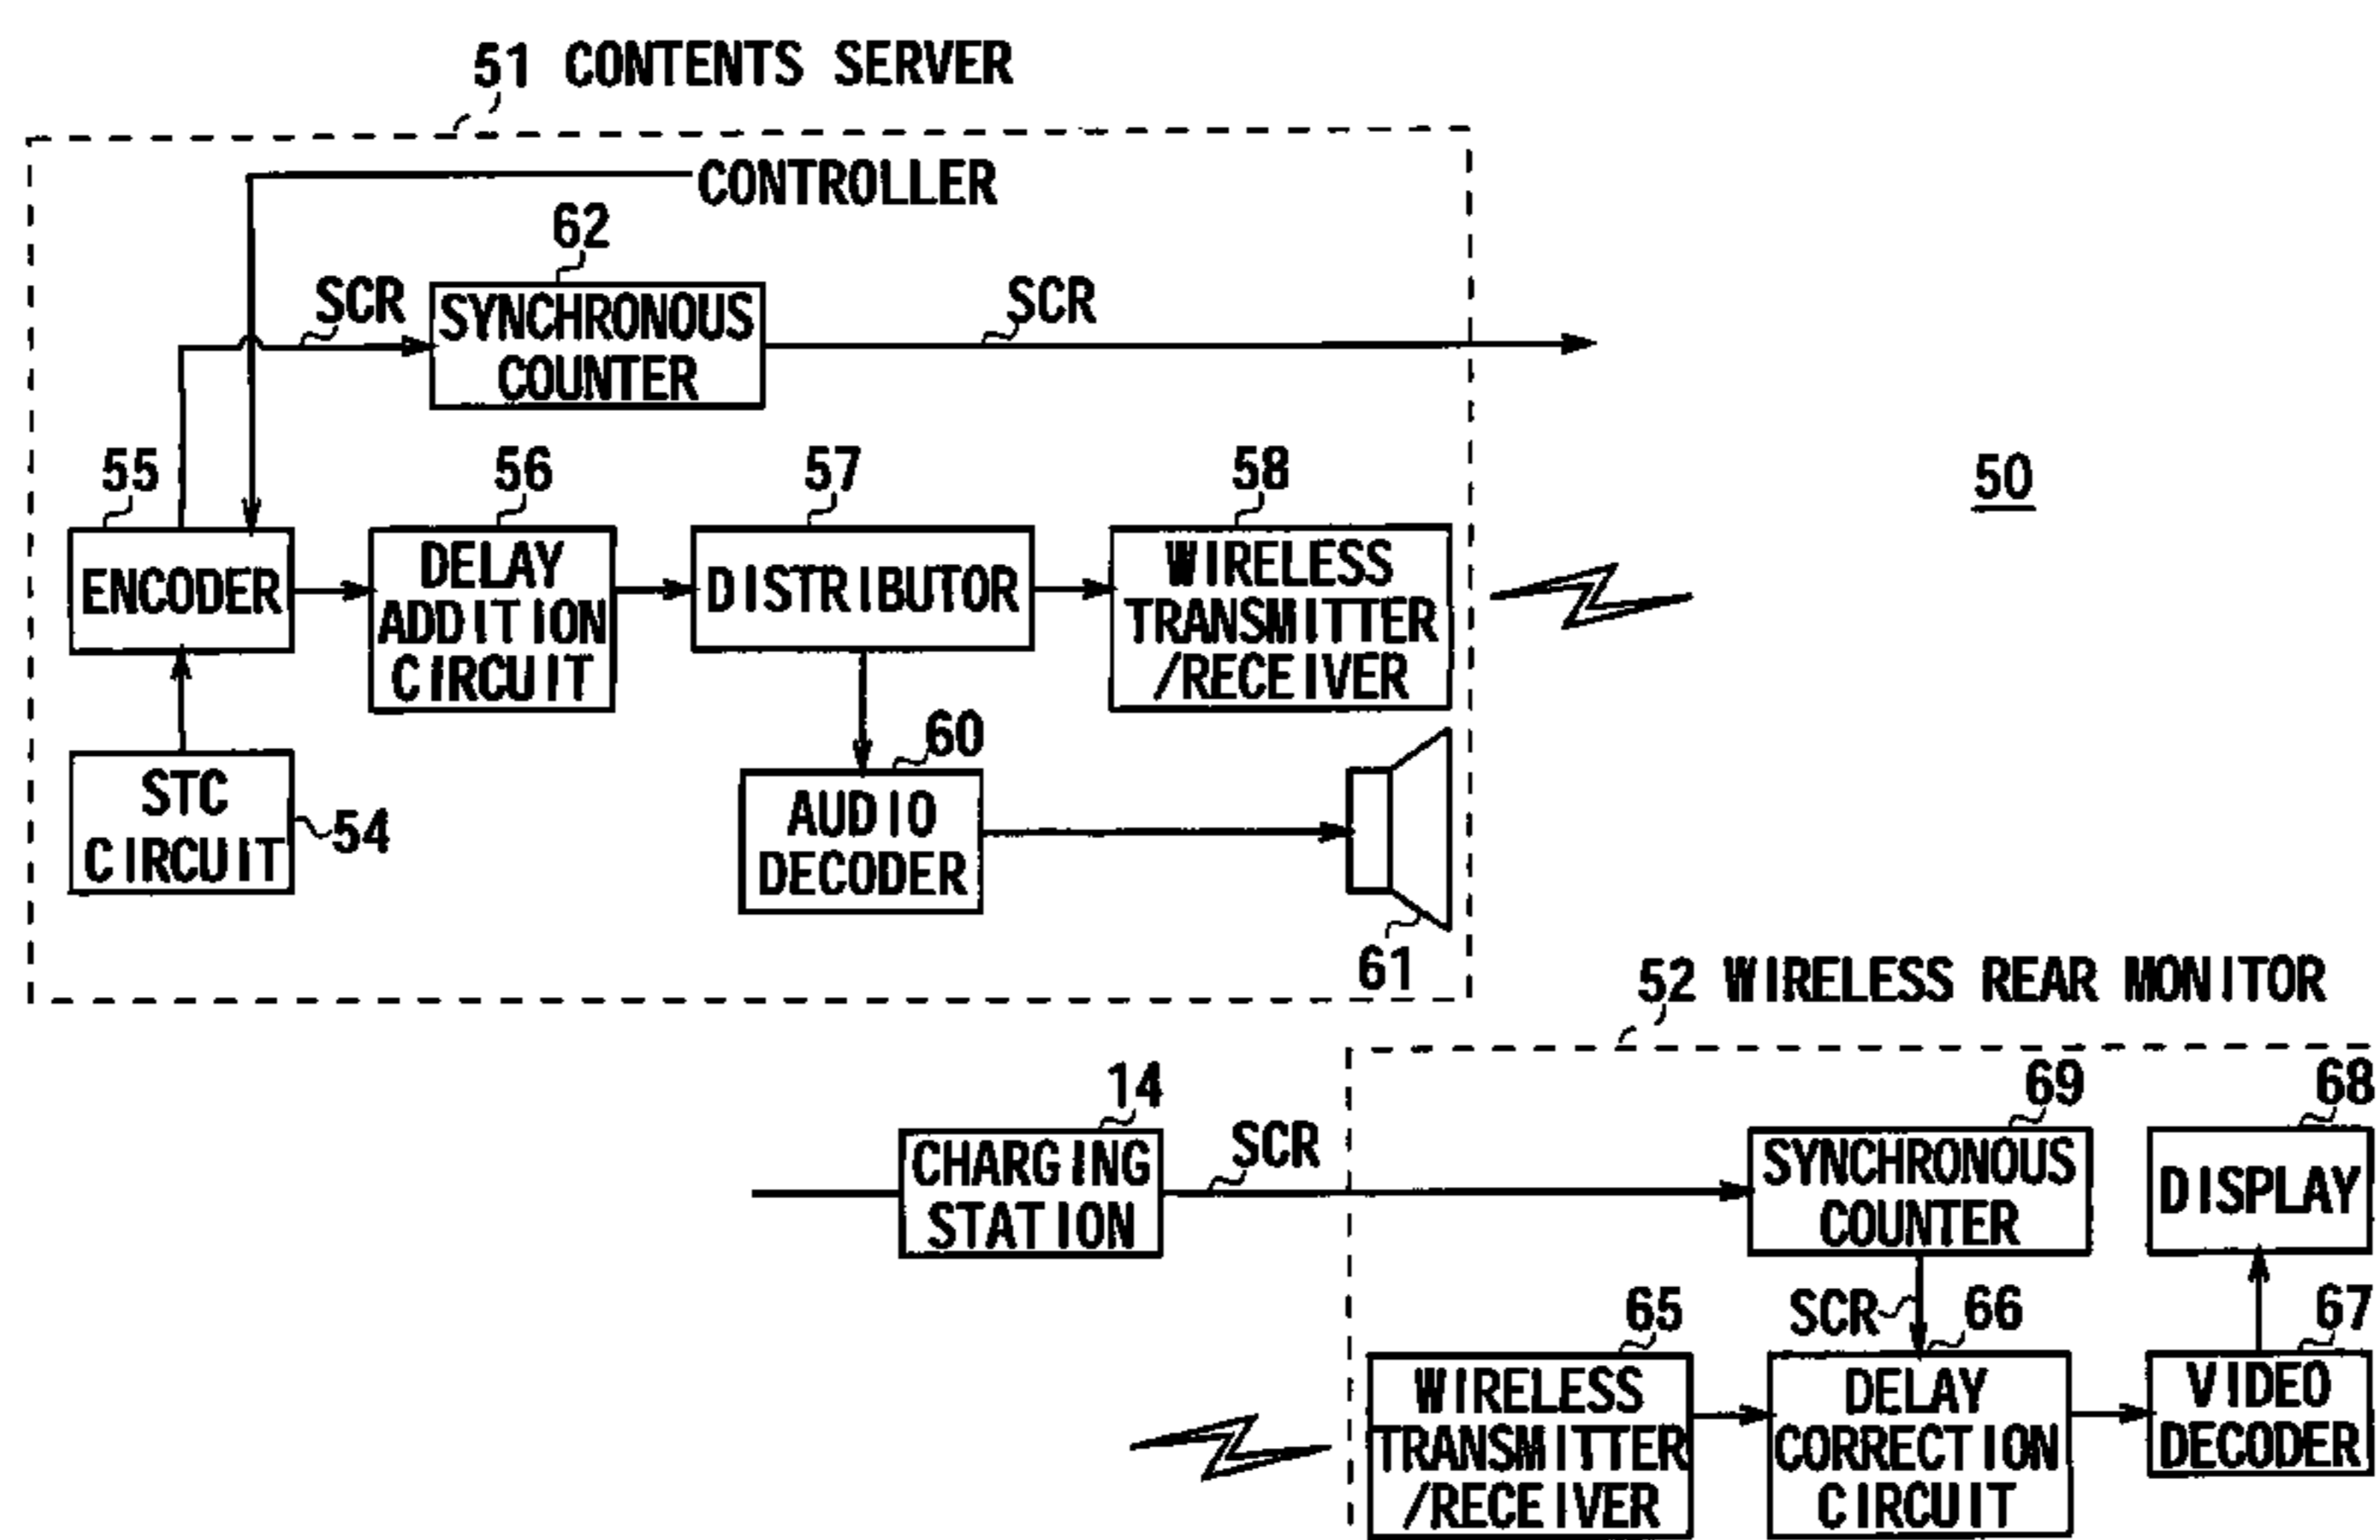 51 CONTENTS SERVER
CONTROLLER
62
SCR
SYNCHRONOUS
COUNTER
SCR
55
ENCODER
56
DELAY
ADDITION
CIRCUIT
57
DISTRIBUTOR
58
WIRELESS
TRANSMITTER
/RECEIVER
50
STC
CIRCUIT
54
60
AUDIO
DECODER
61
52 WIRELESS REAR MONITOR
14
CHARGING
STATION
SCR
69
SYNCHRONOUS
COUNTER
68
DISPLAY
SCR
65
WIRELESS
TRANSMITTER
/RECEIVER
66
DELAY
CORRECTION
CIRCUIT
67
VIDEO
DECODER